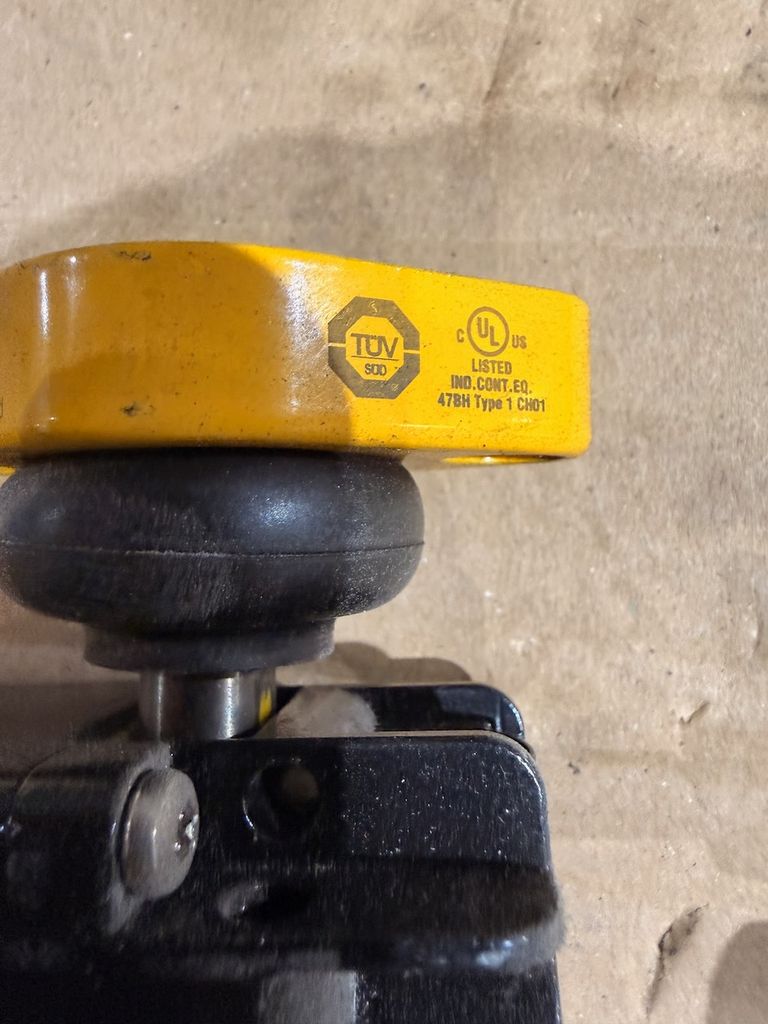 TÜV
SÜD
C UL US
LISTED
IND.CONT.EQ.
47BH Type 1 CH01